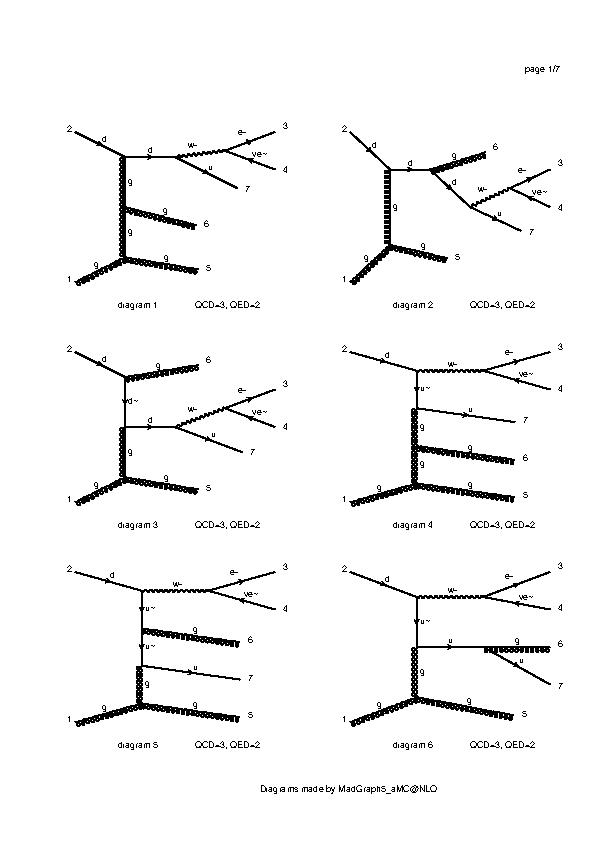 page 1/7
2 d d w- e- 3
ve~ 4
u 7
g
g 6
g
1 g g 5
diagram 1 QCD=3, QED=2
2 d d g 6
d w- e- 3
ve~ 4
u 7
g
1 g g 5
diagram 2 QCD=3, QED=2
2 d g 6
d~ d w- e- 3
ve~ 4
u 7
g
1 g g 5
diagram 3 QCD=3, QED=2
2 d w- e- 3
ve~ 4
u~
u 7
g
g 6
g
1 g g 5
diagram 4 QCD=3, QED=2
2 d w- e- 3
ve~ 4
u~
g 6
u~
u 7
g
1 g g 5
diagram 5 QCD=3, QED=2
2 d w- e- 3
ve~ 4
u~
u g 6
u 7
g
1 g g 5
diagram 6 QCD=3, QED=2
Diagrams made by MadGraph5_aMC@NLO